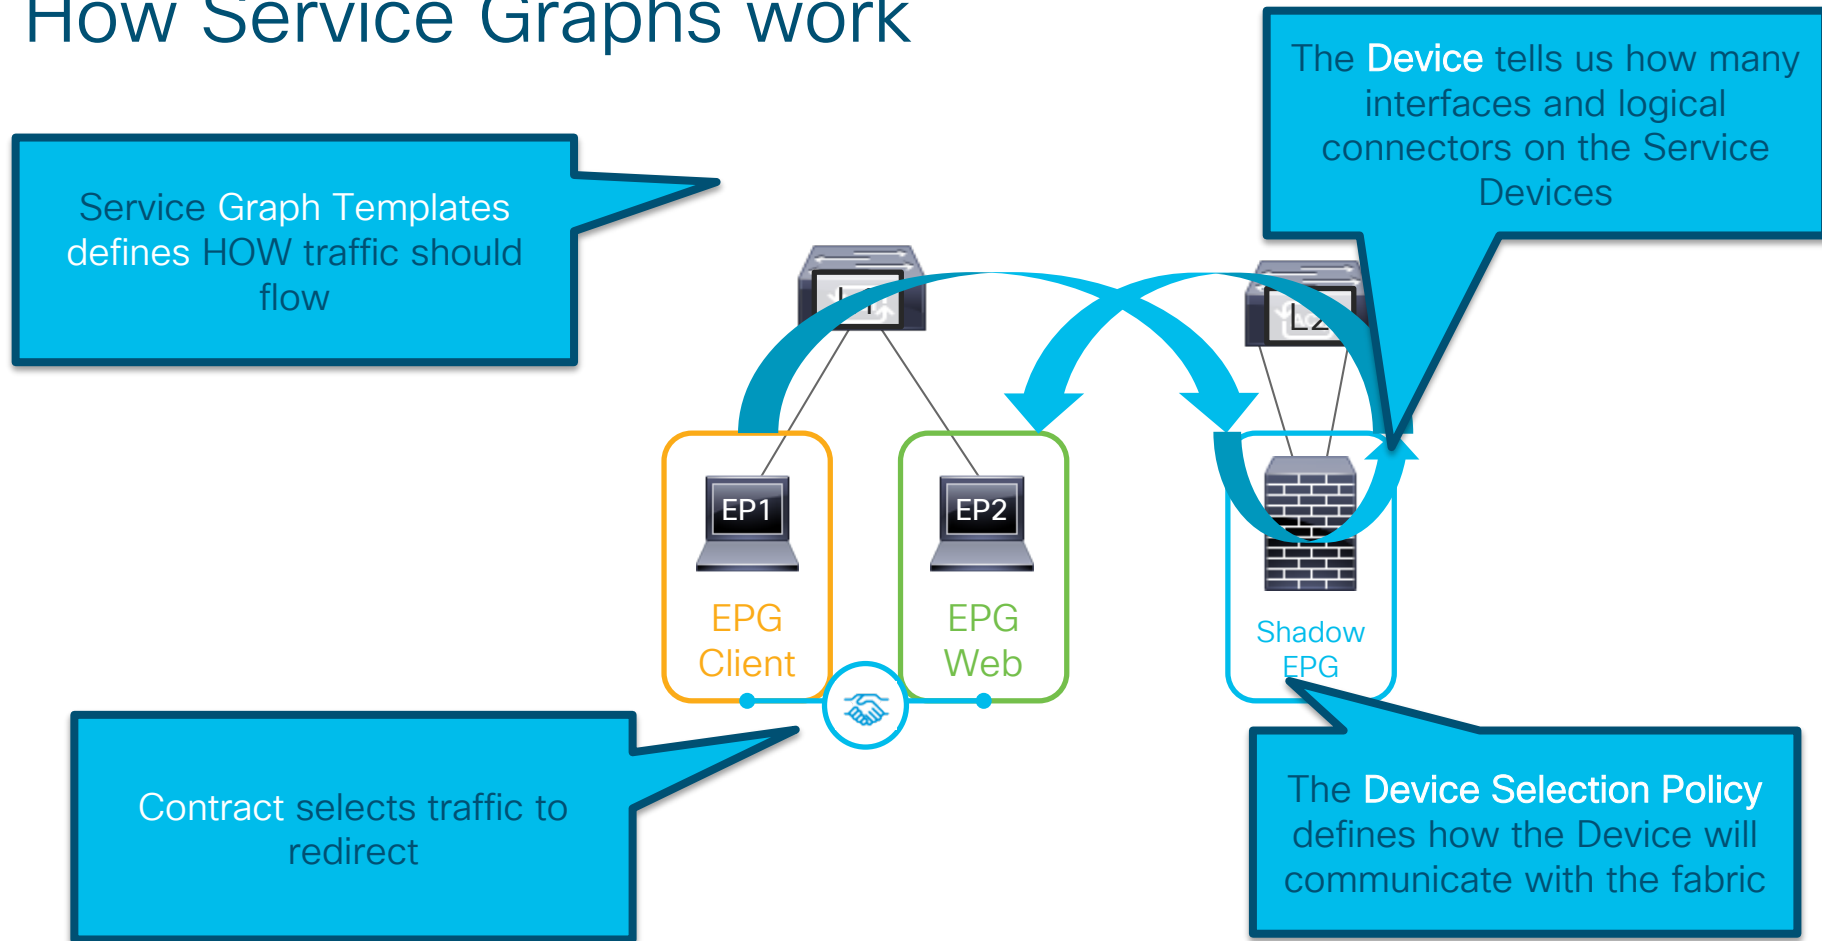 How Service Graphs work
The Device tells us how many
interfaces and logical
connectors on the Service
Devices
Service Graph Templates
defines HOW traffic should
flow
L1
L2
EP1
EP2
EPG
Client
EPG
Web
Shadow
EPG
Contract selects traffic to
redirect
The Device Selection Policy
defines how the Device will
communicate with the fabric